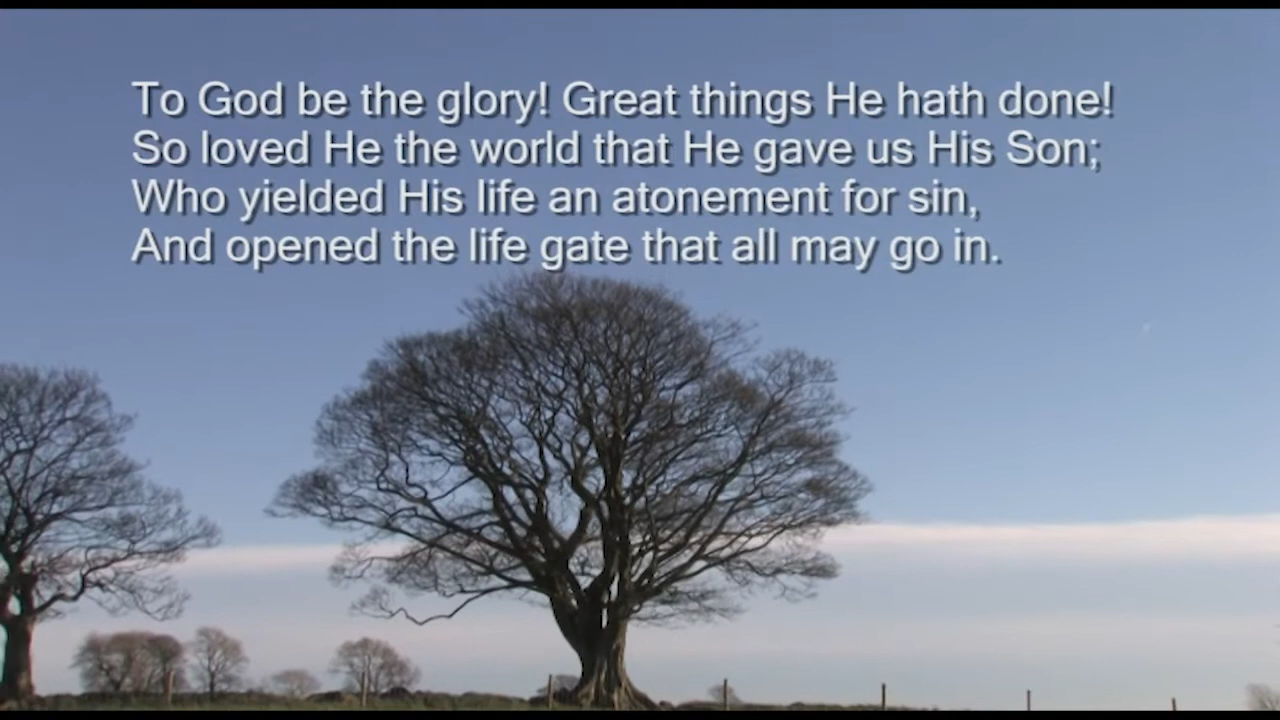 To God be the glory! Great things He hath done!
So loved He the world that He gave us His Son;
Who yielded His life an atonement for sin,
And opened the life gate that all may go in.